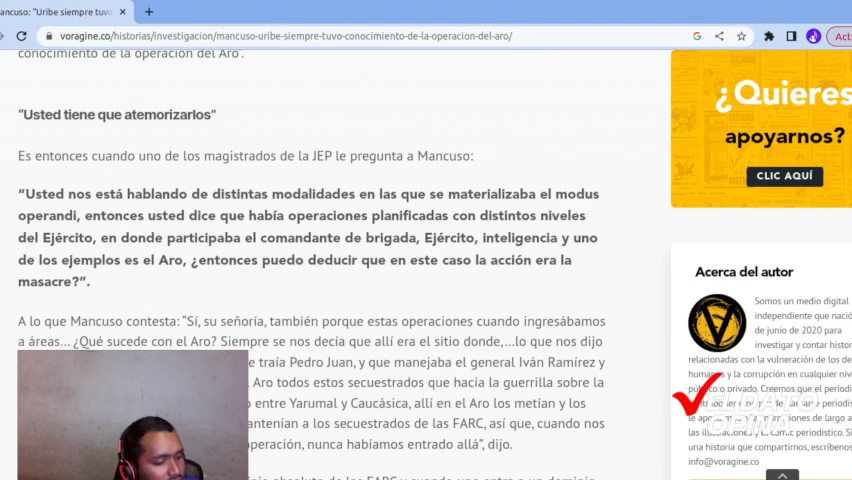 ancuso: "Uribe siempre tuvo
voragine.co/historias/investigacion/mancuso-uribe-siempre-tuvo-conocimiento-de-la-operacion-del-aro/
Act
conocimiento de la operación del Aro".
"Usted tiene que atemorizarlos"
Es entonces cuando uno de los magistrados de la JEP le pregunta a Mancuso:
"Usted nos está hablando de distintas modalidades en las que se materializaba el modus
operandi, entonces usted dice que había operaciones planificadas con distintos niveles
del Ejército, en donde participaba el comandante de brigada, Ejército, inteligencia y uno
de los ejemplos es el Aro, ¿entonces puedo deducir que en este caso la acción era la
masacre?".
A lo que Mancuso contesta: "Sí, su señoría, también porque estas operaciones cuando ingresábamos
a áreas… ¿Qué sucede con el Aro? Siempre se nos decía que allí era el sitio donde,…lo que nos dijo
e traía Pedro Juan, y que manejaba el general Iván Ramírez y
Aro todos estos secuestrados que hacía la guerrilla sobre la
o entre Yarumal y Caucásica, allí en el Aro los metían y los
antenían a los secuestrados de las FARC, así que, cuando nos
operación, nunca habíamos entrado allá", dijo.
¿Quieres
apoyarnos?
CLIC AQUÍ
Acerca del autor
Somos un medio digital
independiente que nació
de junio de 2020 para
investigar y contar histor
relacionadas con la vulneración de los de
y la corrupción en cualquier nive
o privado. Creemos que el periodi
las ilustraciones y el cómic periodístico. Si
una historia que compartirnos, escríbenos
info@voragine.co
ELDATO
OPINA